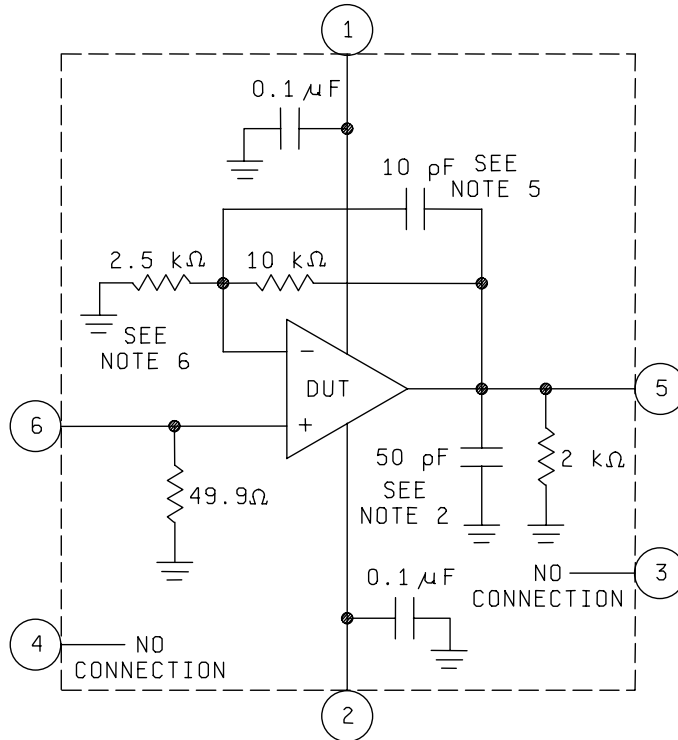 1
0.1 μF
10 pF SEE
NOTE 5
2.5 kΩ
10 kΩ
SEE
NOTE 6
−
DUT
+
6
5
49.9Ω
50 pF
SEE
NOTE 2
2 kΩ
0.1 μF
NO
CONNECTION
3
4
NO
CONNECTION
2